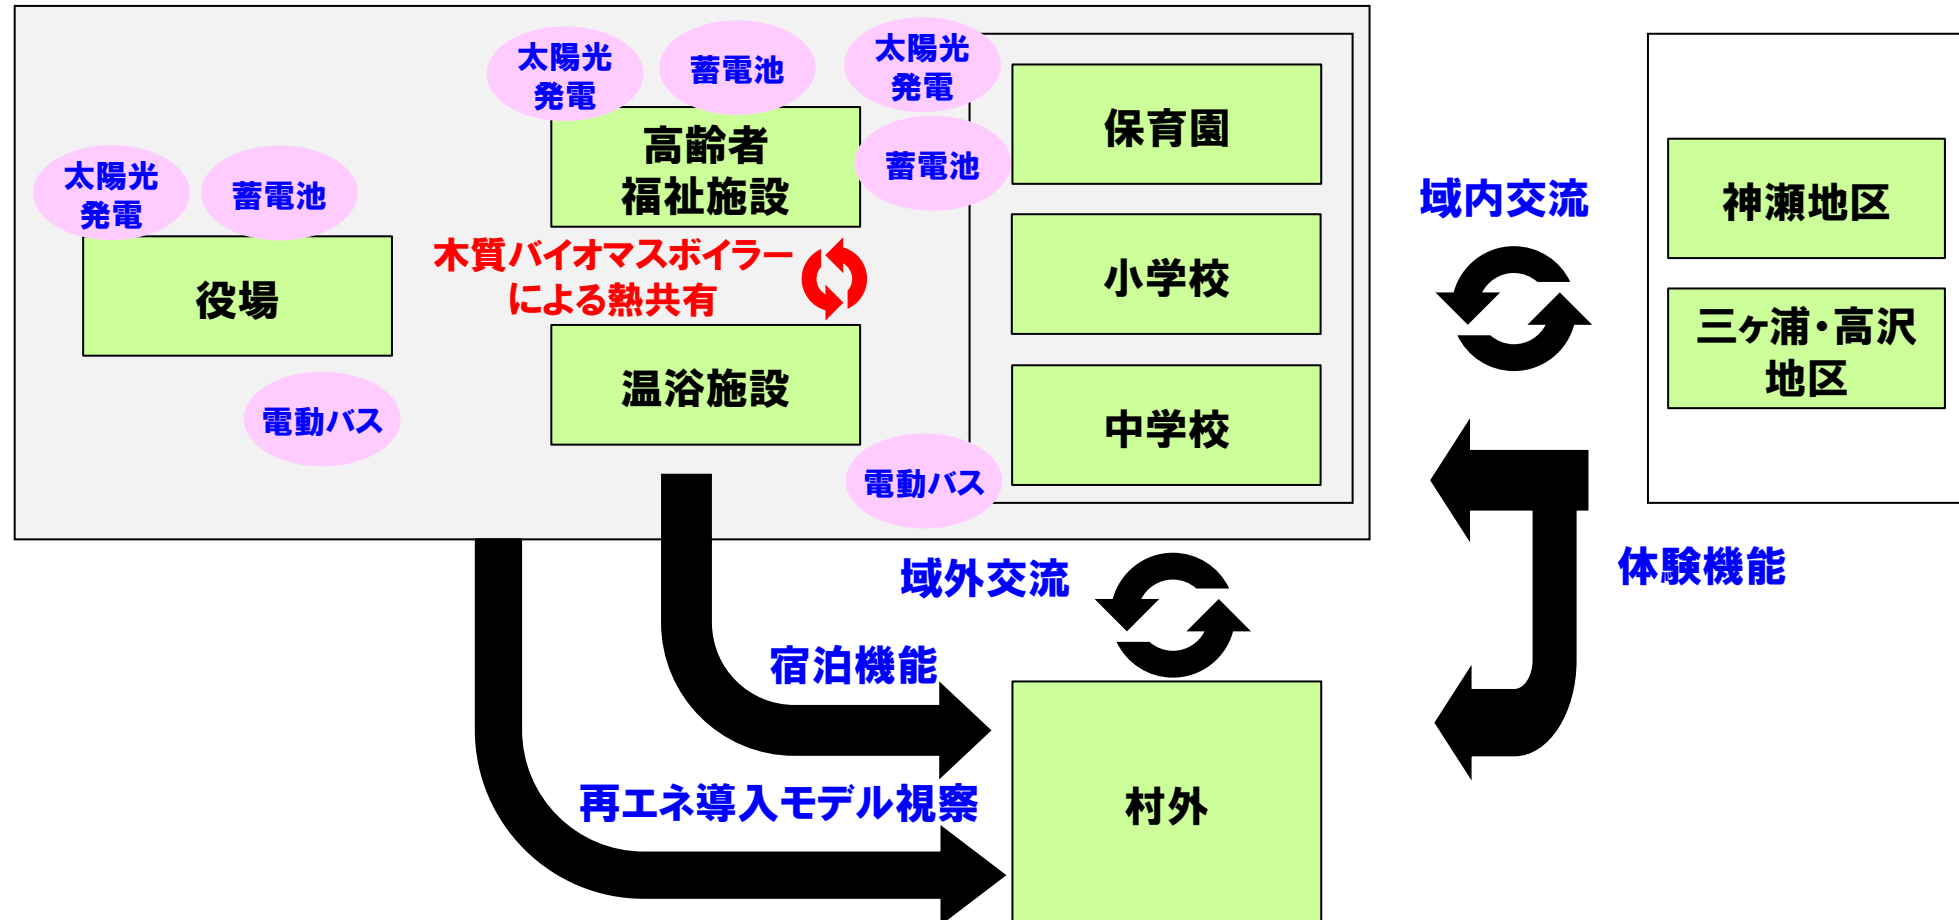 太陽光
発電
蓄電池
太陽光
発電
蓄電池
高齢者
福祉施設
保育園
太陽光
発電
蓄電池
役場
木質バイオマスボイラー
による熱共有
小学校
温浴施設
中学校
電動バス
電動バス
域内交流
神瀬地区
三ヶ浦・高沢
地区
体験機能
域外交流
宿泊機能
再エネ導入モデル視察
村外